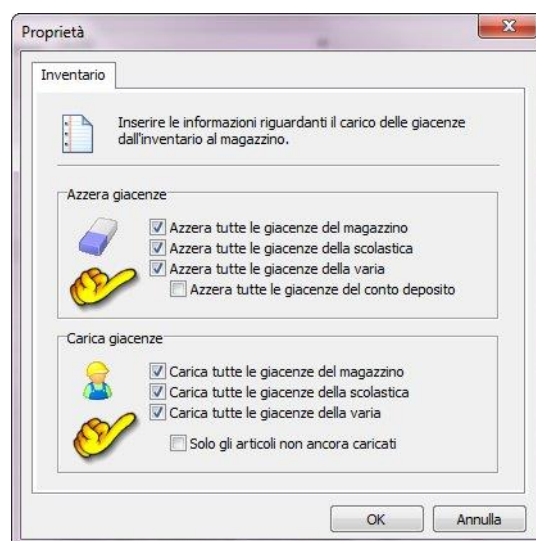 Proprietà
Inventario
Inserire le informazioni riguardanti il carico delle giacenze
dall'inventario al magazzino.
Azzera giacenze
Azzera tutte le giacenze del magazzino
Azzera tutte le giacenze della scolastica
Azzera tutte le giacenze della varia
Azzera tutte le giacenze del conto deposito
Carica giacenze
Carica tutte le giacenze del magazzino
Carica tutte le giacenze della scolastica
Carica tutte le giacenze della varia
Solo gli articoli non ancora caricati
OK Annulla